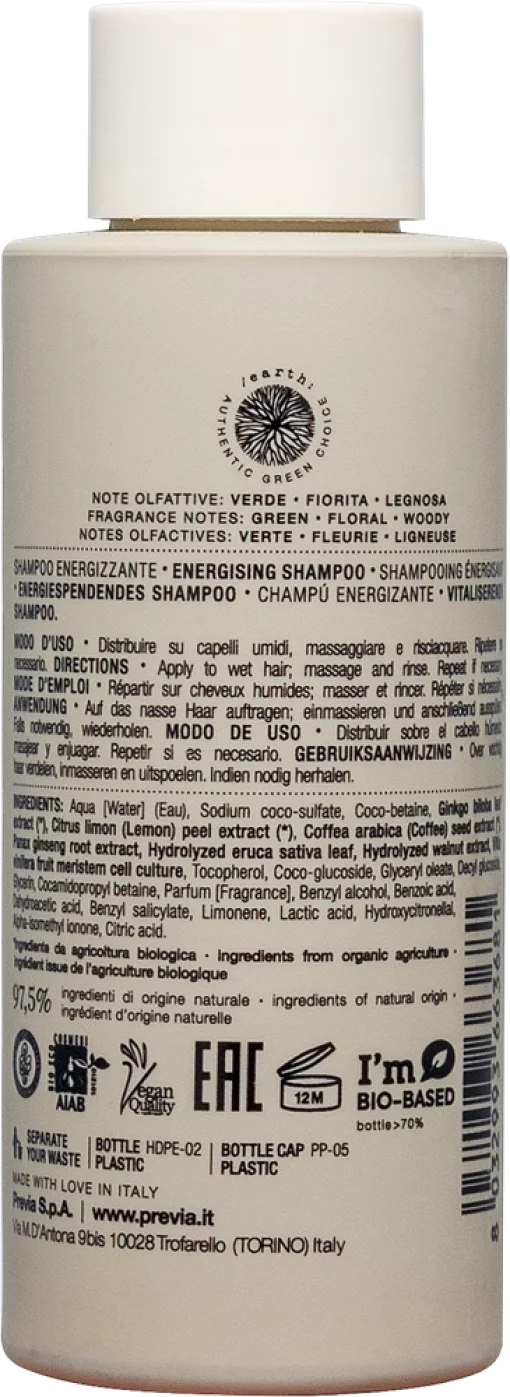 /earth:
AUTHENTIC GREEN CHOICE
NOTE OLFATTIVE: VERDE • FIORITA • LEGNOSA
FRAGRANCE NOTES: GREEN • FLORAL • WOODY
NOTES OLFACTIVES: VERTE • FLEURIE • LIGNEUSE
SHAMPOO ENERGIZZANTE • ENERGISING SHAMPOO • SHAMPOOING ÉNERGISANT
• ENERGIESPENDENDES SHAMPOO • CHAMPÚ ENERGIZANTE • VITALISEREND
SHAMPOO.
MODO D'USO • Distribuire su capelli umidi, massaggiare e risciacquare. Ripetere se
necessario. DIRECTIONS • Apply to wet hair; massage and rinse. Repeat if necessary.
MODE D'EMPLOI • Répartir sur cheveux humides; masser et rincer. Répéter si nécessaire.
ANWENDUNG • Auf das nasse Haar auftragen; einmassieren und anschließend ausspülen.
Falls notwendig, wiederholen. MODO DE USO • Distribuir sobre el cabello húmedo,
masajear y enjuagar. Repetir si es necesario. GEBRUIKSAANWIJZING • Over vochtig
haar verdelen, inmasseren en uitspoelen. Indien nodig herhalen.
INGREDIENTS: Aqua [Water] (Eau), Sodium coco-sulfate, Coco-betaine, Ginkgo biloba leaf
extract (*), Citrus limon (Lemon) peel extract (*), Coffea arabica (Coffee) seed extract (*),
Panax ginseng root extract, Hydrolyzed eruca sativa leaf, Hydrolyzed walnut extract, Vitis
vinifera fruit meristem cell culture, Tocopherol, Coco-glucoside, Glyceryl oleate, Decyl glucoside,
Glycerin, Cocamidopropyl betaine, Parfum [Fragrance], Benzyl alcohol, Benzoic acid,
Dehydroacetic acid, Benzyl salicylate, Limonene, Lactic acid, Hydroxycitronellal,
Alpha-isomethyl ionone, Citric acid.
*Ingrediente da agricoltura biologica • ingredients from organic agriculture •
ingrédient issue de l'agriculture biologique
97,5% ingredienti di origine naturale • ingredients of natural origin •
ingrédient d'origine naturelle
BIO ECO COSMESI
AIAB
Vegan
Quality
EAC
12M
I'm
BIO-BASED
bottle>70%
SEPARATE
YOUR WASTE
BOTTLE HDPE-02
PLASTIC
BOTTLE CAP PP-05
PLASTIC
MADE WITH LOVE IN ITALY
Previa S.p.A. | www.previa.it
Via M.D'Antona 9bis 10028 Trofarello (TORINO) Italy